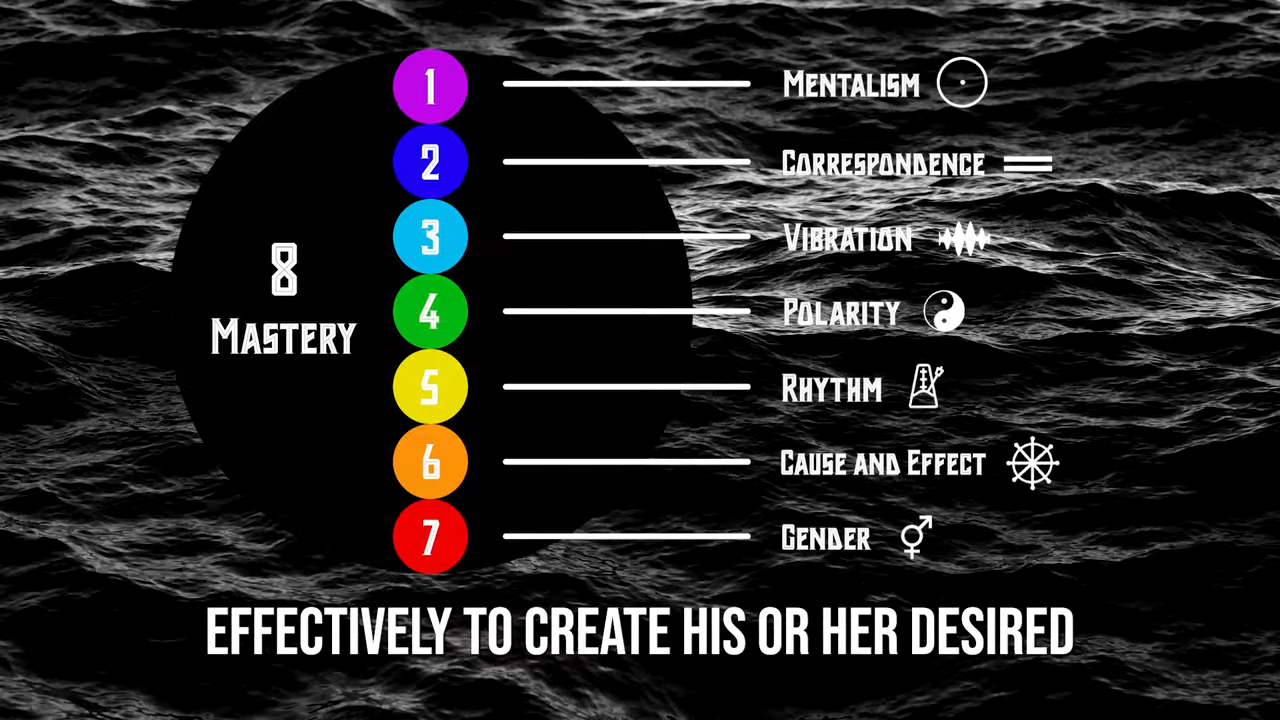 1 Mentalism
2 Correspondence
3 Vibration
8
Mastery
4 Polarity
5 Rhythm
6 Cause and Effect
7 Gender
EFFECTIVELY TO CREATE HIS OR HER DESIRED